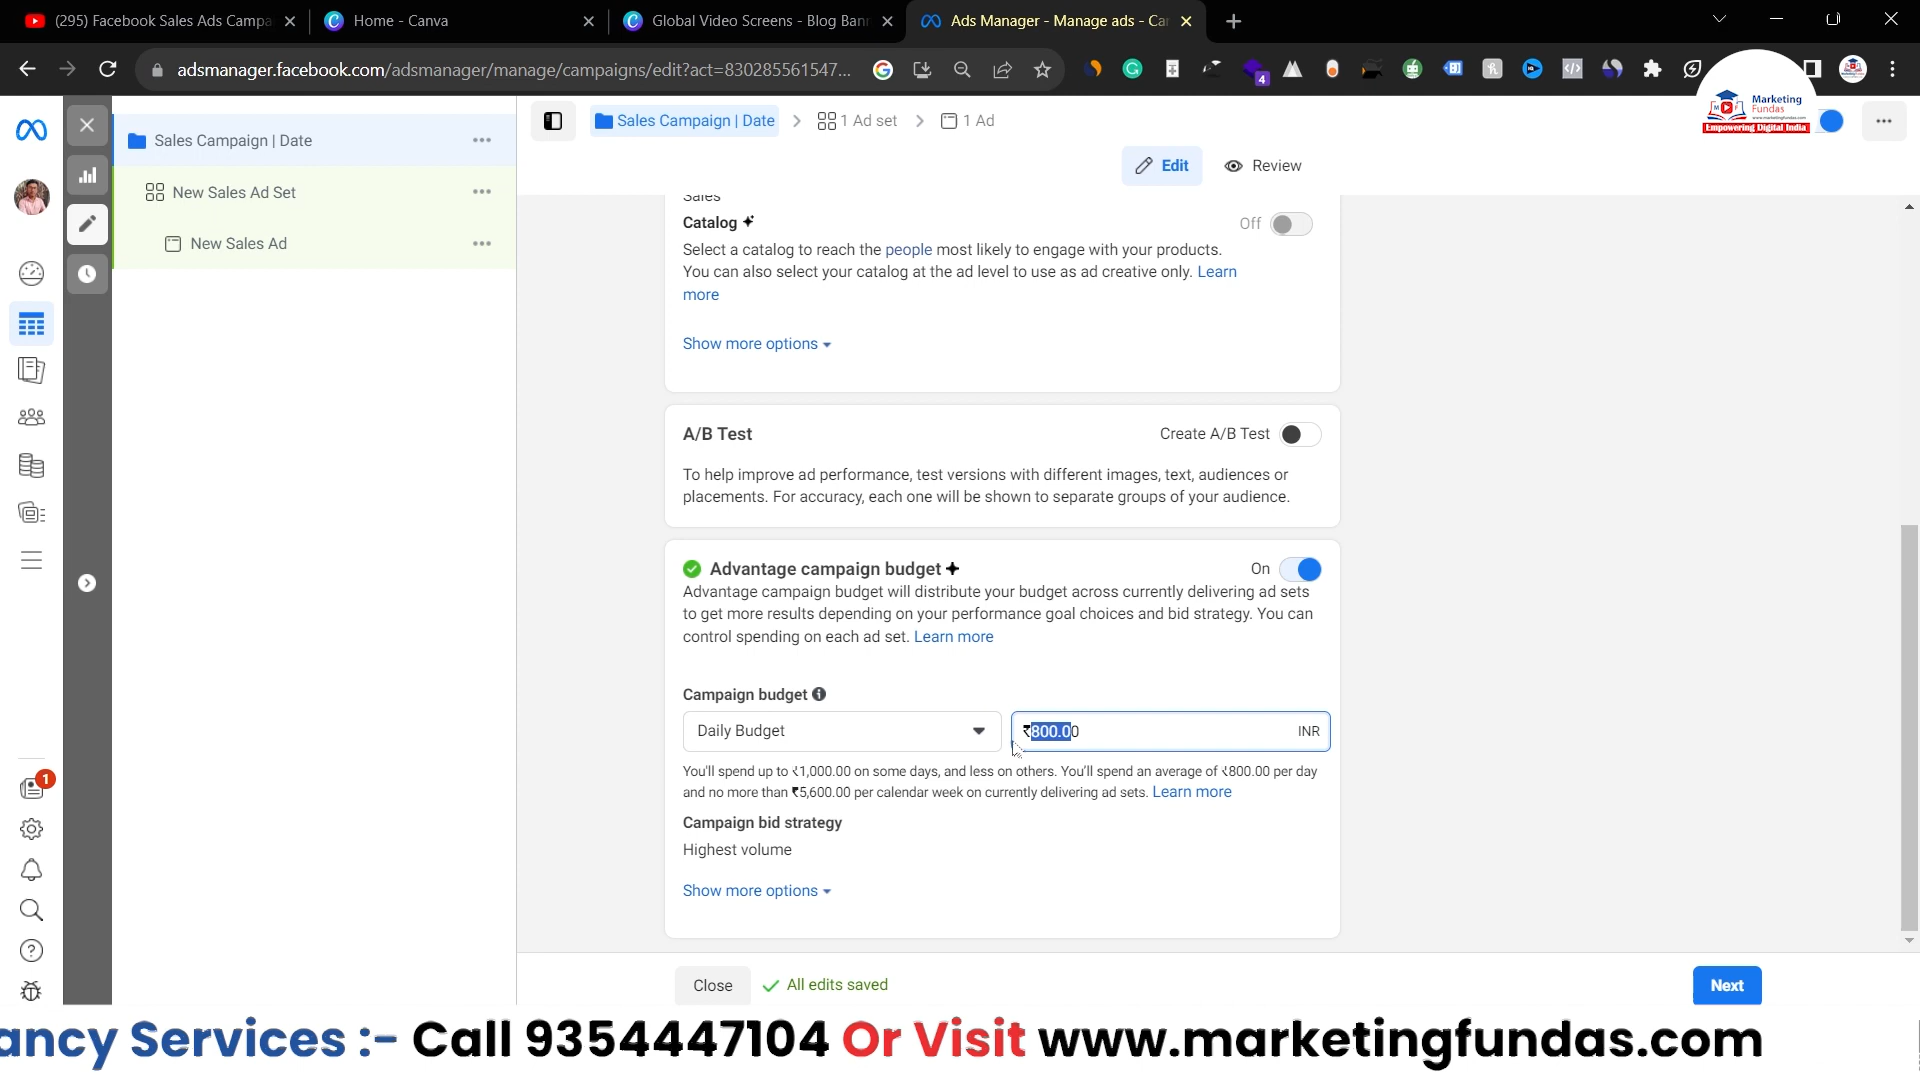 (295) Facebook Sales Ads Campa
Home - Canva
Global Video Screens - Blog Bann
Ads Manager - Manage ads - Ca
adsmanager.facebook.com/adsmanager/manage/campaigns/edit?act=830285561547...
4
Marketing
Fundas
www.marketingfundas.com
Empowering Digital India
Sales Campaign | Date
New Sales Ad Set
New Sales Ad
Sales Campaign | Date
1 Ad set
1 Ad
Edit
Review
Sales
Catalog
Off
Select a catalog to reach the people most likely to engage with your products.
You can also select your catalog at the ad level to use as ad creative only. Learn
more
Show more options
A/B Test
Create A/B Test
To help improve ad performance, test versions with different images, text, audiences or
placements. For accuracy, each one will be shown to separate groups of your audience.
Advantage campaign budget
On
Advantage campaign budget will distribute your budget across currently delivering ad sets
to get more results depending on your performance goal choices and bid strategy. You can
control spending on each ad set. Learn more
Campaign budget
Daily Budget
₹800.00
INR
You'll spend up to ₹1,000.00 on some days, and less on others. You'll spend an average of ₹800.00 per day
and no more than ₹5,600.00 per calendar week on currently delivering ad sets. Learn more
Campaign bid strategy
Highest volume
Show more options
1
Close
All edits saved
Next
ancy Services :- Call 9354447104 Or Visit www.marketingfundas.com